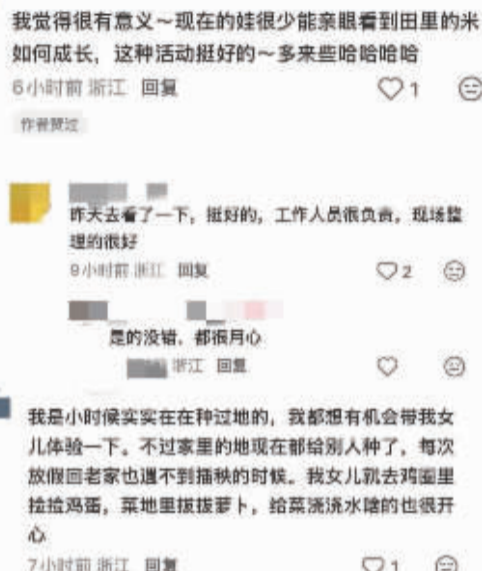 我觉得很有意义～现在的娃很少能亲眼看到田里的米
如何成长，这种活动挺好的～多来些哈哈哈哈
6小时前 浙江 回复
1
作者赞过
昨天去看了一下，挺好的，工作人员很负责，现场整
理的很好
9小时前 浙江 回复
2
是的没错，都很用心
浙江 回复
我是小时候实实在在种过地的，我都想有机会带我女
儿体验一下。不过家里的地现在都给别人种了，每次
放假回老家也遇不到插秧的时候。我女儿就去鸡圈里
捡捡鸡蛋，菜地里拔拔萝卜，给菜浇浇水啥的也很开
心
7小时前 浙江 回复
1